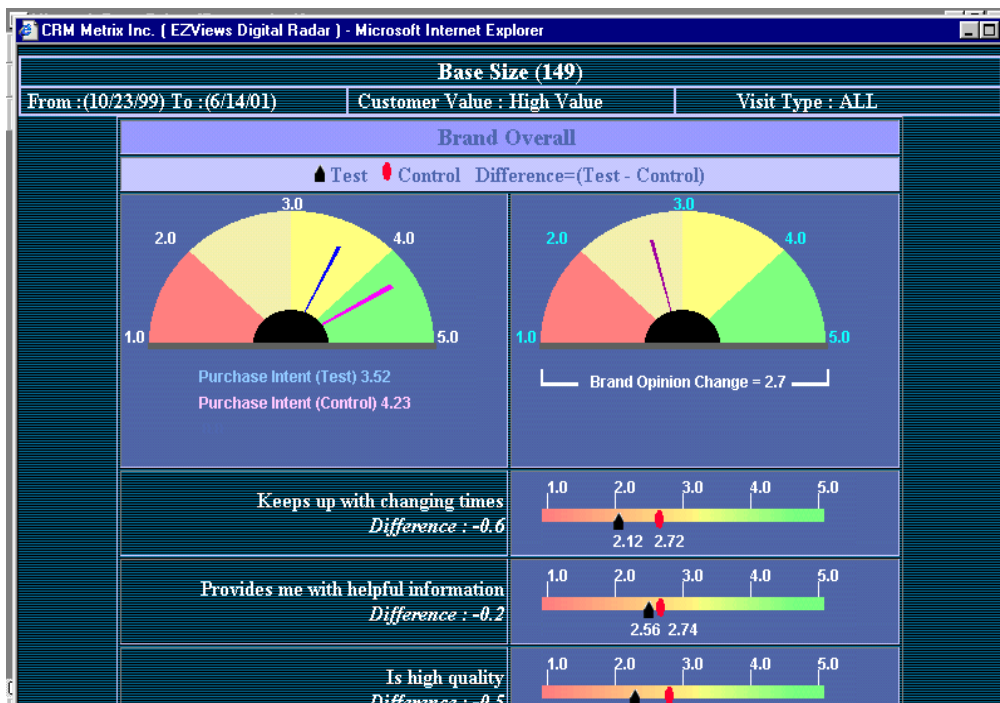 CRM Metrix Inc. ( EZViews Digital Radar ) - Microsoft Internet Explorer
Base Size (149)
From :(10/23/99) To :(6/14/01) Customer Value : High Value Visit Type : ALL
Brand Overall
Test Control Difference=(Test - Control)
3.0 3.0
2.0 4.0 2.0 4.0
1.0 5.0 1.0 5.0
Purchase Intent (Test) 3.52
Purchase Intent (Control) 4.23
Brand Opinion Change = 2.7
Keeps up with changing times
Difference : -0.6
1.0 2.0 3.0 4.0 5.0
2.12 2.72
Provides me with helpful information
Difference : -0.2
1.0 2.0 3.0 4.0 5.0
2.56 2.74
Is high quality
Difference : -0.5
1.0 2.0 3.0 4.0 5.0